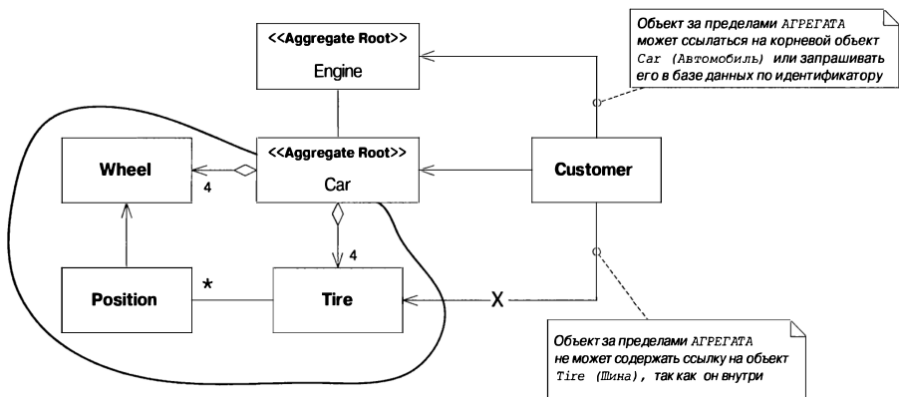 Объект за пределами АГРЕГАТА
может ссылаться на корневой объект
Car (Автомобиль) или запрашивать
его в базе данных по идентификатору
<<Aggregate Root>>
Engine
Wheel
4
<<Aggregate Root>>
Car
Customer
4
Position
*
Tire
X
Объект за пределами АГРЕГАТА
не может содержать ссылку на объект
Tire (Шина), так как он внутри